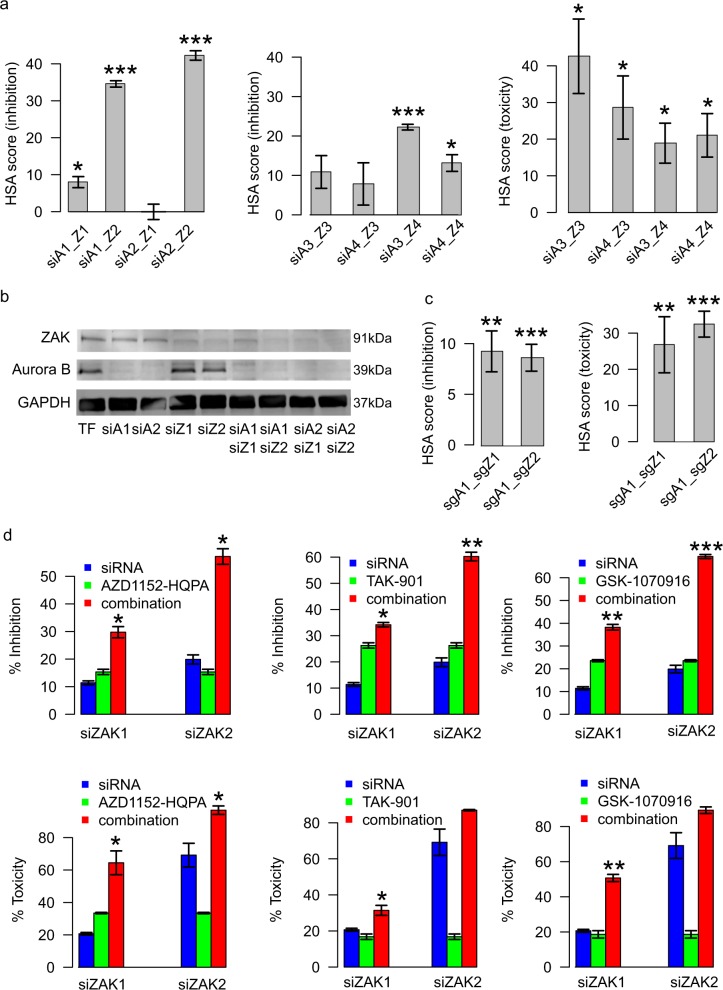 a
HSA score (inhibition)
40
30
20
10
0
*
***
***
siA1_Z1
siA1_Z2
siA2_Z1
siA2_Z2
HSA score (inhibition)
40
30
20
10
0
***
*
siA3_Z3
siA4_Z3
siA3_Z4
siA4_Z4
HSA score (toxicity)
50
40
30
20
10
0
*
*
*
*
siA3_Z3
siA4_Z3
siA3_Z4
siA4_Z4
b
ZAK
91kDa
Aurora B
39kDa
GAPDH
37kDa
TF siA1 siA2 siZ1 siZ2 siA1 siA1 siA2 siA2
siZ1 siZ2 siZ1 siZ2
c
HSA score (inhibition)
10
5
0
**
***
sgA1_sgZ1
sgA1_sgZ2
HSA score (toxicity)
30
20
10
0
**
***
sgA1_sgZ1
sgA1_sgZ2
d
% Inhibition
60
50
40
30
20
10
0
siRNA
AZD1152-HQPA
combination
*
*
siZAK1 siZAK2
60
40
20
0
siRNA
TAK-901
combination
*
**
siZAK1 siZAK2
% Inhibition
60
50
40
30
20
10
0
siRNA
GSK-1070916
combination
**
***
siZAK1 siZAK2
% Toxicity
100
80
60
40
20
0
siRNA
AZD1152-HQPA
combination
*
*
siZAK1 siZAK2
% Toxicity
80
60
40
20
0
siRNA
TAK-901
combination
*
siZAK1 siZAK2
% Toxicity
80
60
40
20
0
siRNA
GSK-1070916
combination
**
siZAK1 siZAK2